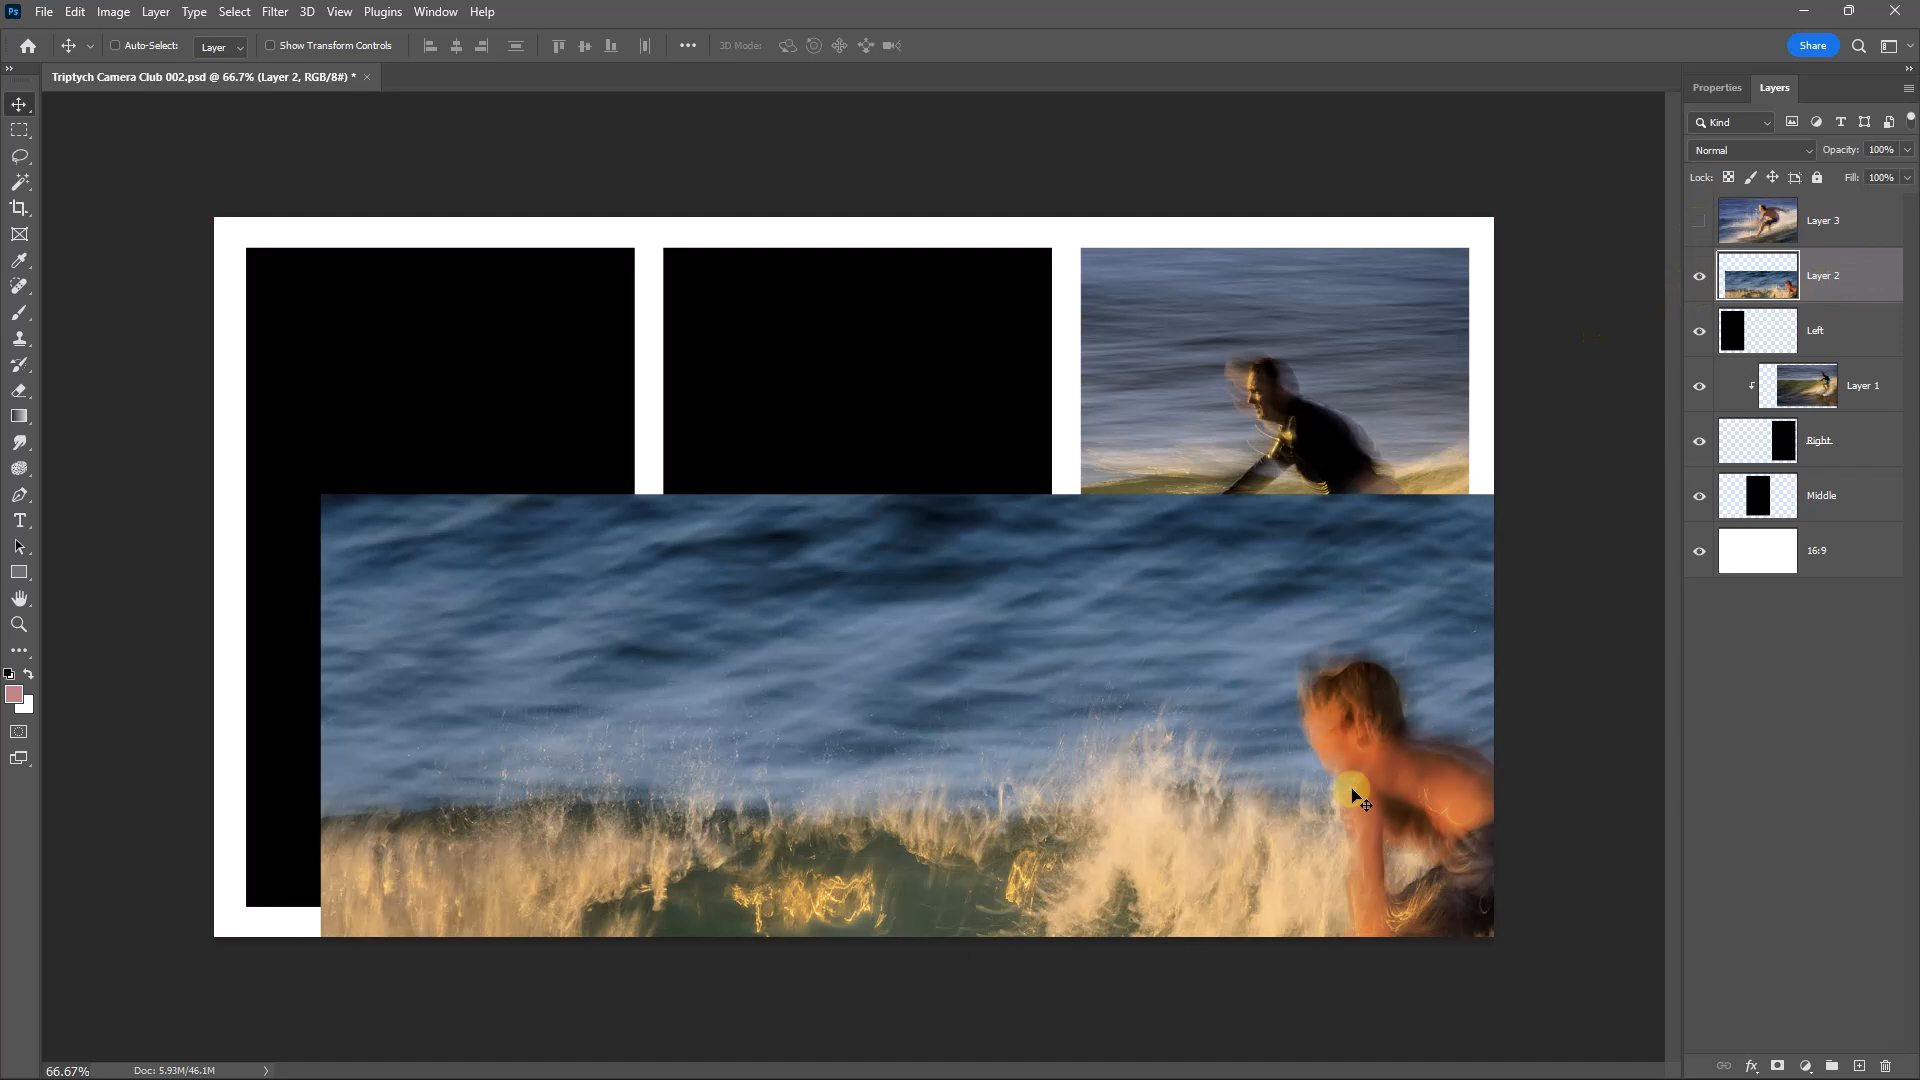 Ps File Edit Image Layer Type Select Filter 3D View Plugins Window Help
Auto-Select: Layer Show Transform Controls 3D Mode: Share
Triptych Camera Club 002.psd @ 66.7% (Layer 2, RGB/8#) *
Properties Layers
Kind
Normal Opacity: 100%
Lock: Fill: 100%
Layer 3
Layer 2
Left
Layer 1
Right
Middle
16:9
66.67% Doc: 5.93M/46.1M